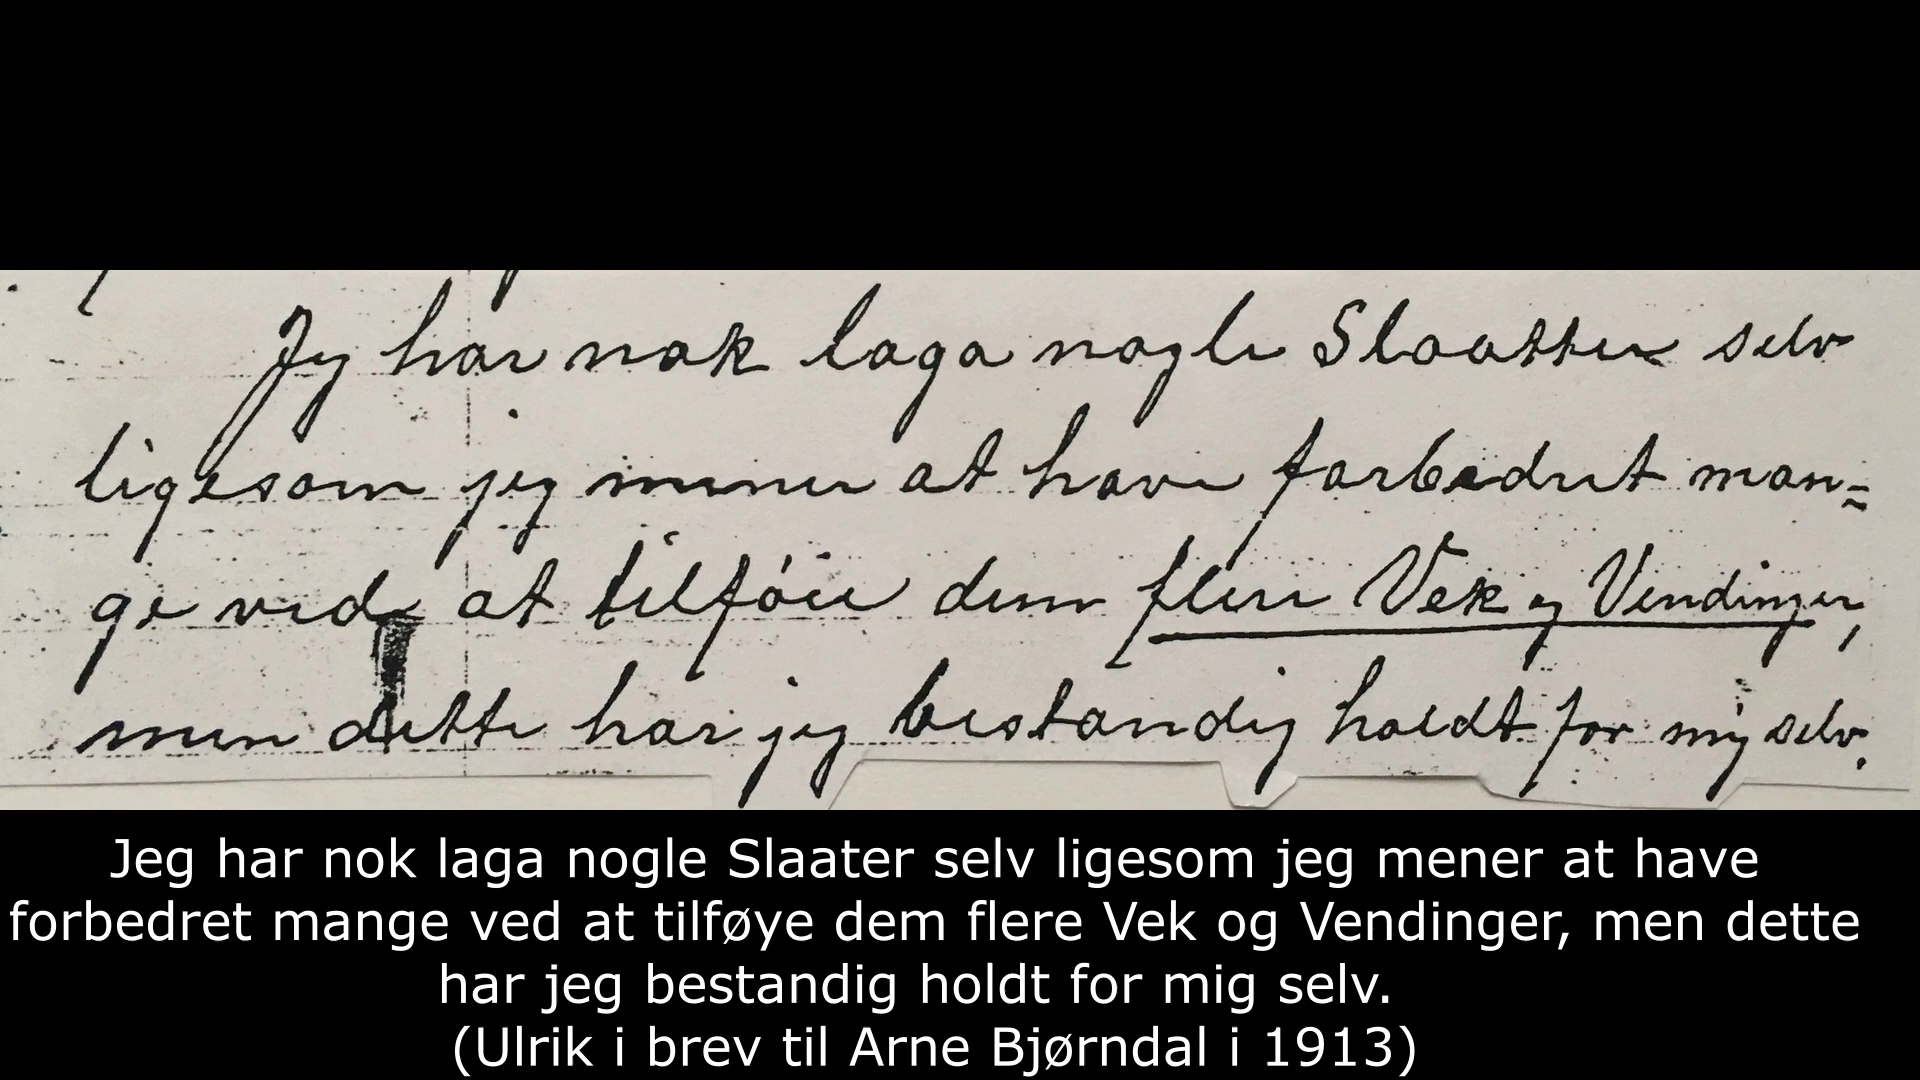 Jeg har nok laga nogle Slaatter selv
ligesom jeg mener at have forbedret man=
ge ved at tilføie dem flere Vek og Vendinger,
men dette har jeg bestandig holdt for mig selv.
Jeg har nok laga nogle Slaater selv ligesom jeg mener at have
forbedret mange ved at tilføye dem flere Vek og Vendinger, men dette
har jeg bestandig holdt for mig selv.
(Ulrik i brev til Arne Bjørndal i 1913)